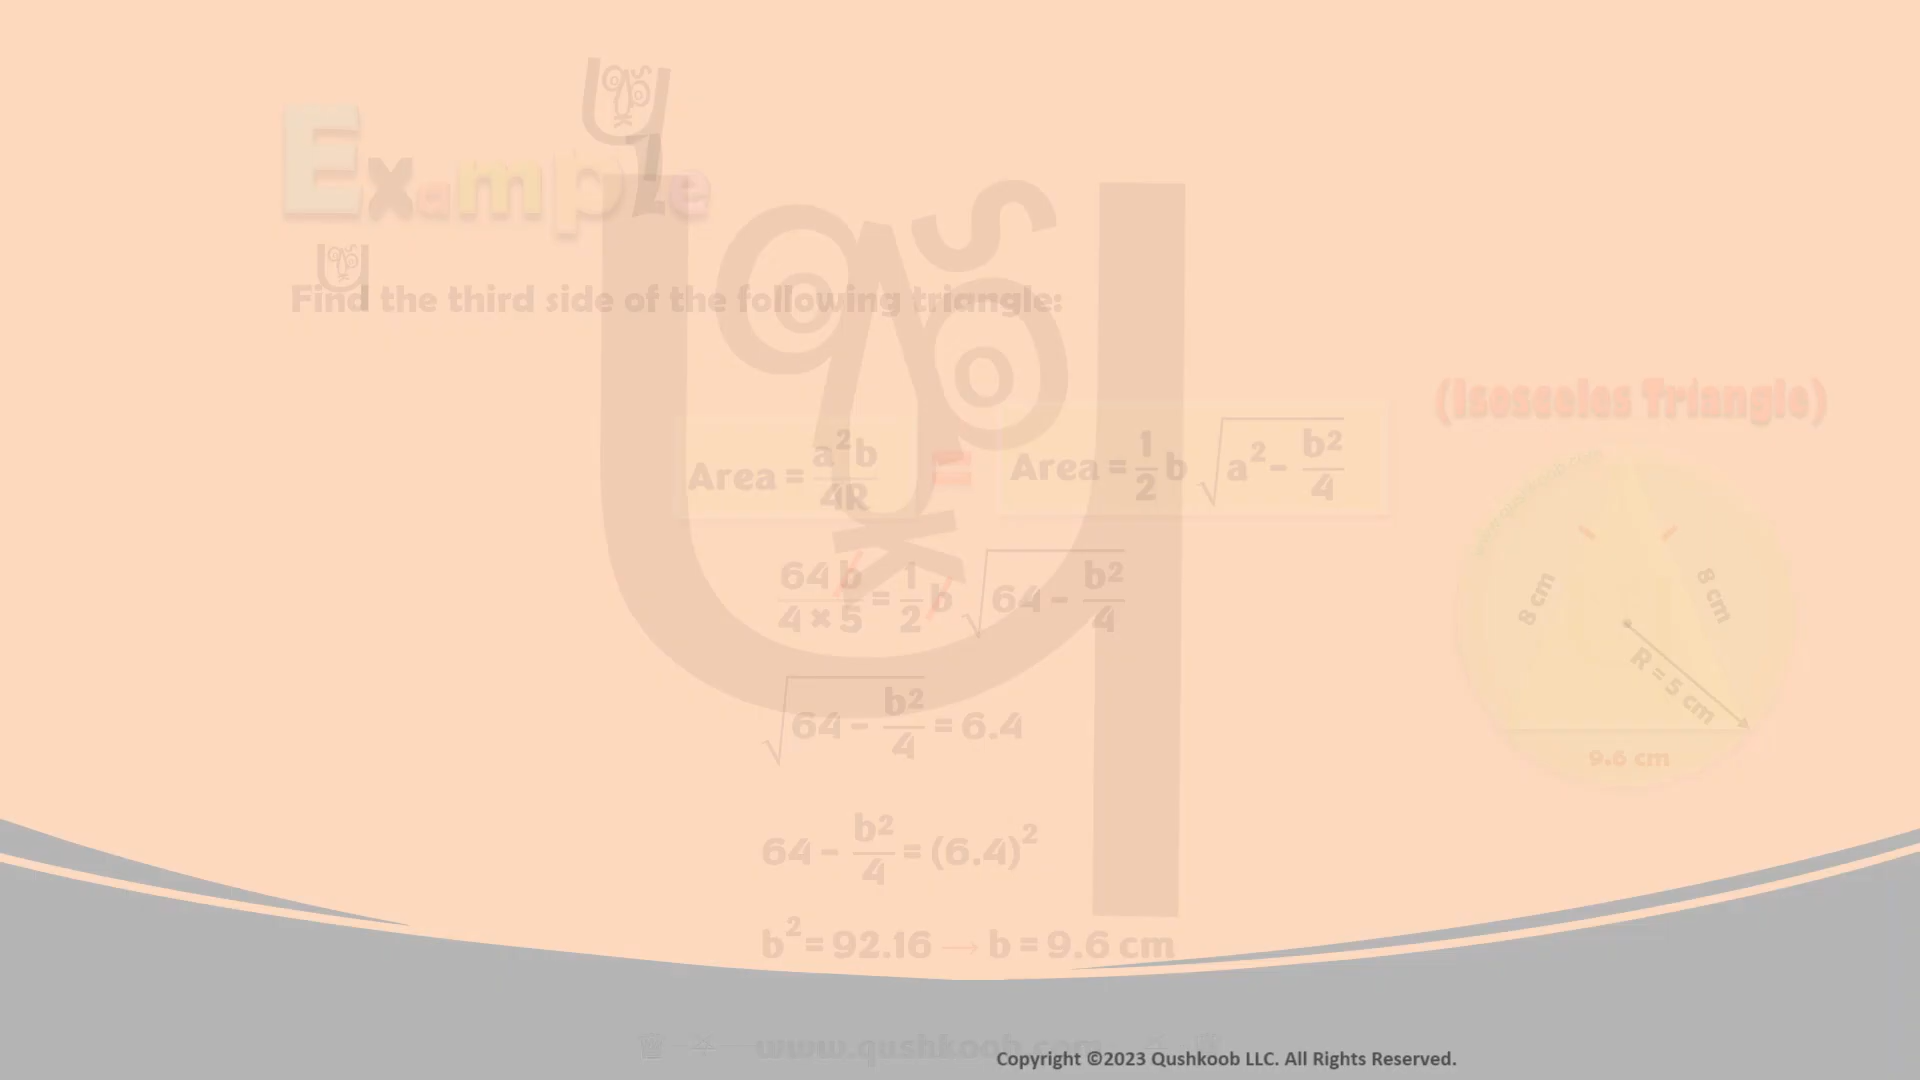 Example
Find the third side of the following triangle:
(Isosceles Triangle)
Area = a²b / 4R = Area = 1/2 b √(a² − b²/4)
64 b / 4 × 5 = 1/2 b √(64 − b²/4)
√(64 − b²/4) = 6.4
64 − b²/4 = (6.4)²
b² = 92.16 → b = 9.6 cm
8 cm
8 cm
R = 5 cm
9.6 cm
www.qushkoob.com
Copyright ©2023 Qushkoob LLC. All Rights Reserved.